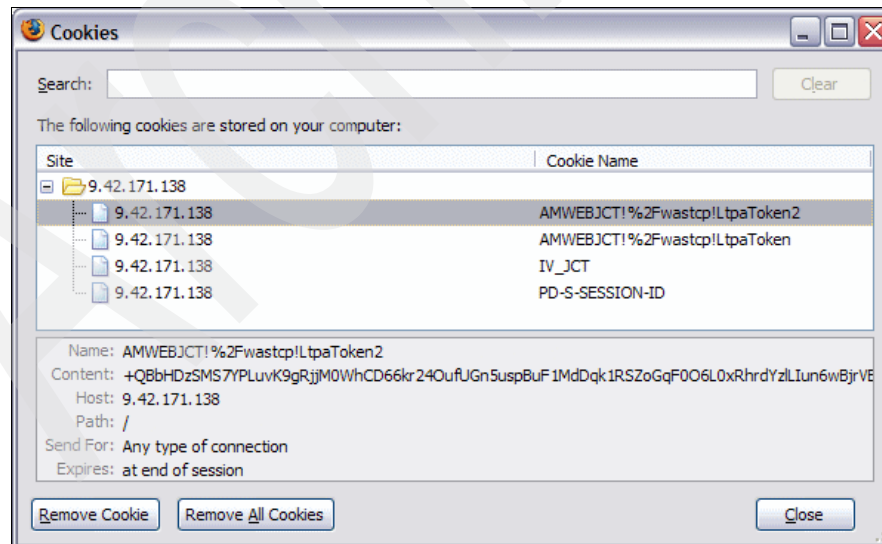 Cookies
Search:
Clear
The following cookies are stored on your computer:
Site Cookie Name
9.42.171.138
9.42.171.138 AMWEBJCT!%2Fwastcp!LtpaToken2
9.42.171.138 AMWEBJCT!%2Fwastcp!LtpaToken
9.42.171.138 IV_JCT
9.42.171.138 PD-S-SESSION-ID
Name: AMWEBJCT!%2Fwastcp!LtpaToken2
Content: +QBbHDzSMS7YPLuvK9gRjjM0WhCD66kr24OufUGn5uspBuF1MdDqk1RSZoGqF0O6L0xRhrdYzlLIun6wBjrVE
Host: 9.42.171.138
Path: /
Send For: Any type of connection
Expires: at end of session
Remove Cookie Remove All Cookies Close